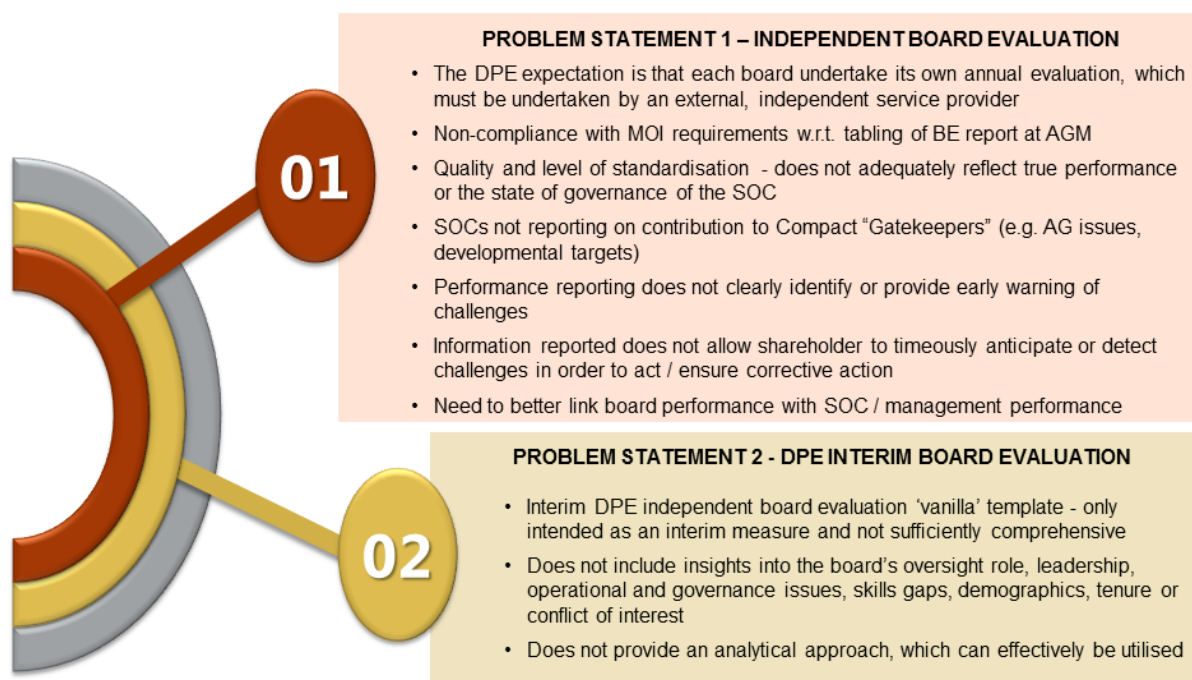 01
PROBLEM STATEMENT 1 – INDEPENDENT BOARD EVALUATION
• The DPE expectation is that each board undertake its own annual evaluation, which
must be undertaken by an external, independent service provider
• Non-compliance with MOI requirements w.r.t. tabling of BE report at AGM
• Quality and level of standardisation - does not adequately reflect true performance
or the state of governance of the SOC
• SOCs not reporting on contribution to Compact “Gatekeepers” (e.g. AG issues,
developmental targets)
• Performance reporting does not clearly identify or provide early warning of
challenges
• Information reported does not allow shareholder to timeously anticipate or detect
challenges in order to act / ensure corrective action
• Need to better link board performance with SOC / management performance
02
PROBLEM STATEMENT 2 - DPE INTERIM BOARD EVALUATION
• Interim DPE independent board evaluation ‘vanilla’ template - only
intended as an interim measure and not sufficiently comprehensive
• Does not include insights into the board’s oversight role, leadership,
operational and governance issues, skills gaps, demographics, tenure or
conflict of interest
• Does not provide an analytical approach, which can effectively be utilised